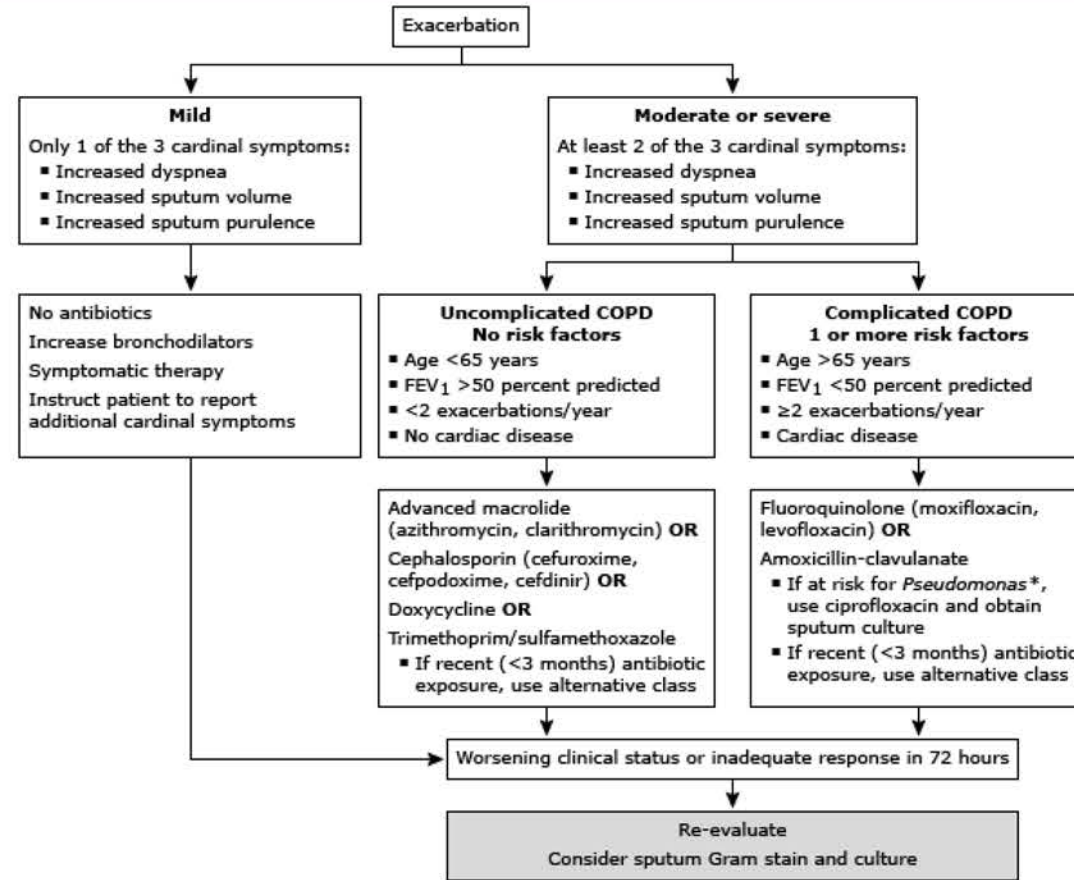 Exacerbation
Mild
Only 1 of the 3 cardinal symptoms:
■ Increased dyspnea
■ Increased sputum volume
■ Increased sputum purulence
Moderate or severe
At least 2 of the 3 cardinal symptoms:
■ Increased dyspnea
■ Increased sputum volume
■ Increased sputum purulence
No antibiotics
Increase bronchodilators
Symptomatic therapy
Instruct patient to report
additional cardinal symptoms
Uncomplicated COPD
No risk factors
■ Age <65 years
■ FEV₁ >50 percent predicted
■ <2 exacerbations/year
■ No cardiac disease
Complicated COPD
1 or more risk factors
■ Age >65 years
■ FEV₁ <50 percent predicted
■ ≥2 exacerbations/year
■ Cardiac disease
Advanced macrolide
(azithromycin, clarithromycin) OR
Cephalosporin (cefuroxime,
cefpodoxime, cefdinir) OR
Doxycycline OR
Trimethoprim/sulfamethoxazole
■ If recent (<3 months) antibiotic
exposure, use alternative class
Fluoroquinolone (moxifloxacin,
levofloxacin) OR
Amoxicillin-clavulanate
■ If at risk for Pseudomonas*,
use ciprofloxacin and obtain
sputum culture
■ If recent (<3 months) antibiotic
exposure, use alternative class
Worsening clinical status or inadequate response in 72 hours
Re-evaluate
Consider sputum Gram stain and culture